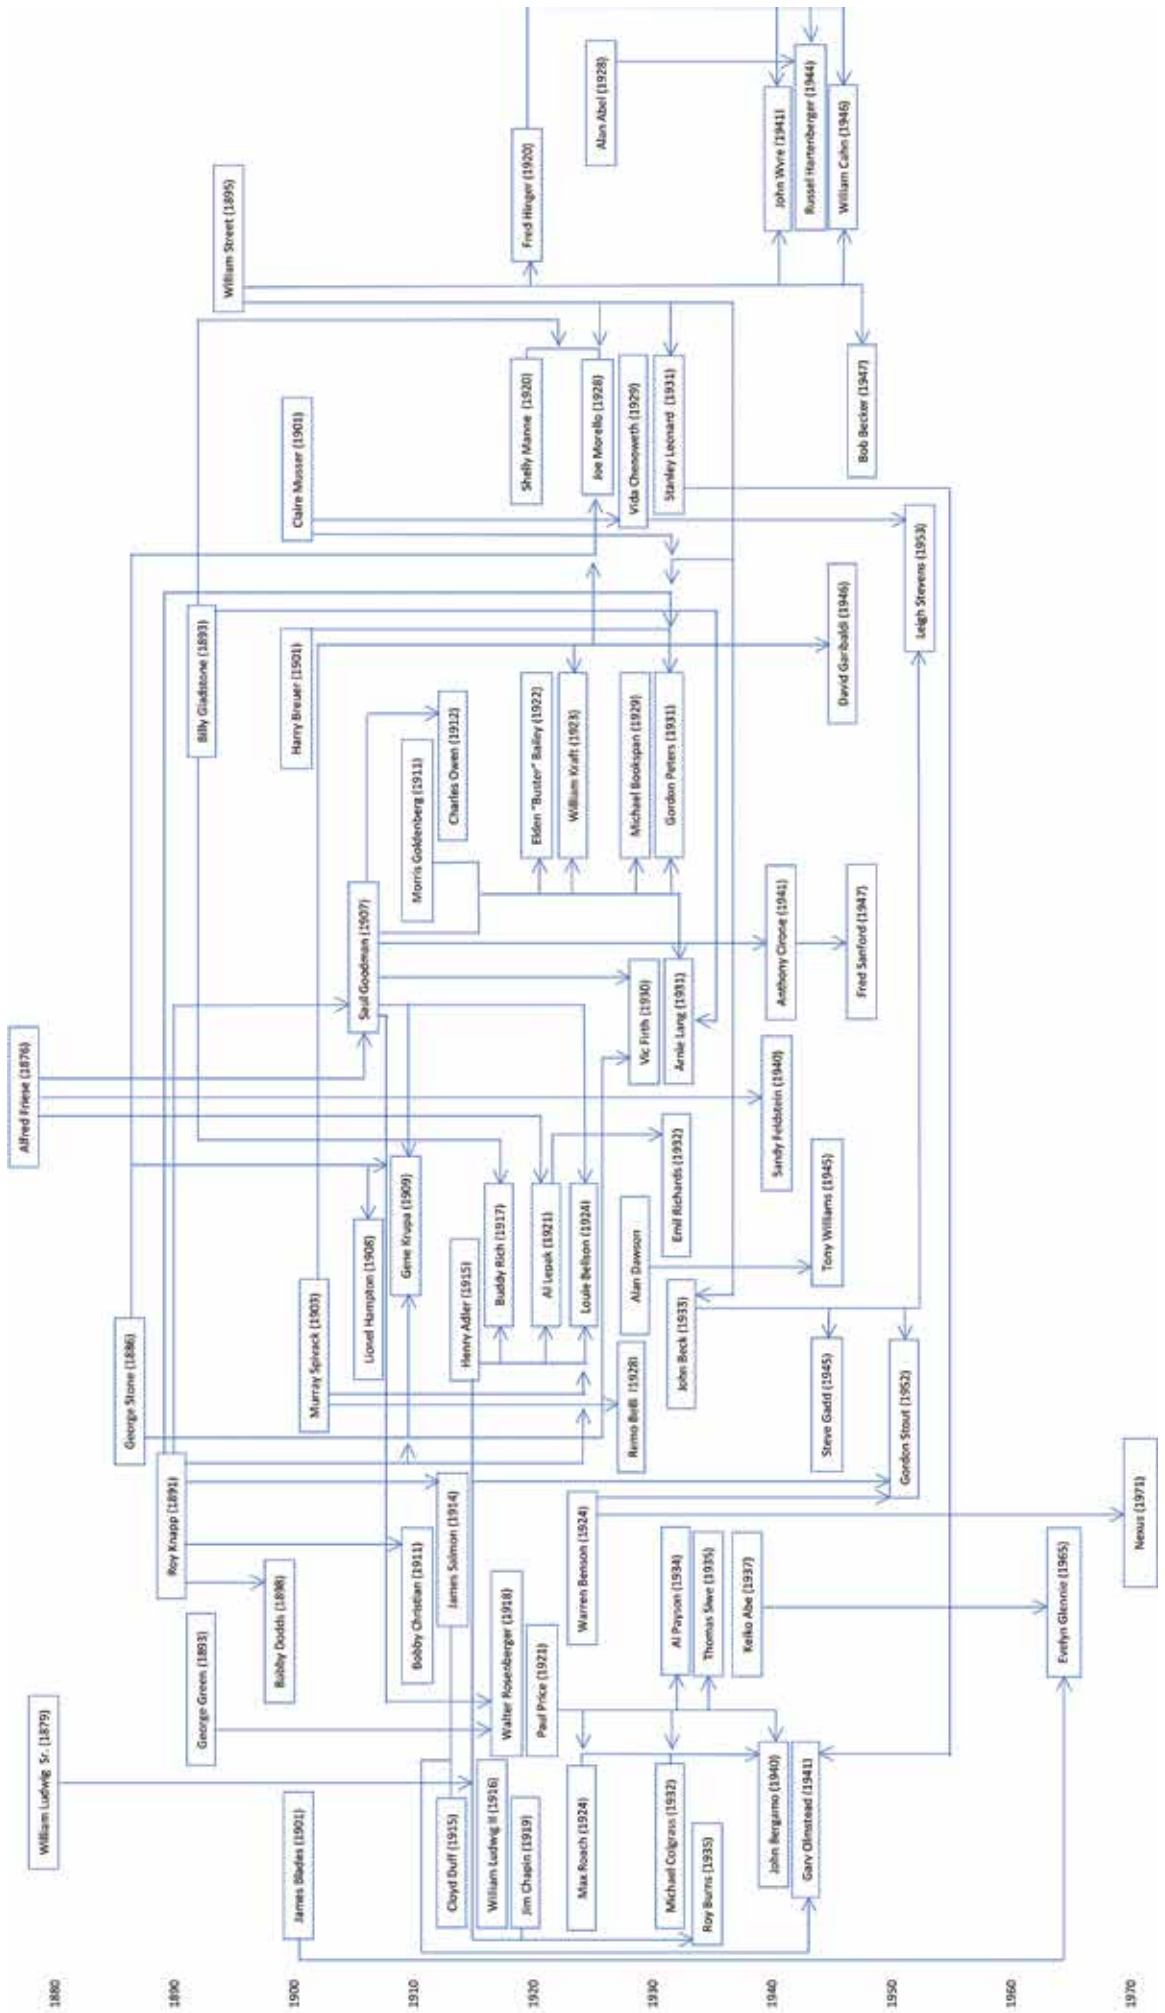 1880
1890
1900
1910
1920
1930
1940
1950
1960
1970
William Ludwig Sr. (1879)
Alfred Friese (1876)
George Green (1893)
Roy Knapp (1891)
George Stone (1886)
Billy Gladstone (1893)
William Street (1895)
James Blades (1901)
Babby Dodds (1898)
Murray Spivack (1903)
Harry Breuer (1901)
Claire Musser (1901)
Lionel Hampton (1908)
Saul Goodman (1907)
Bobby Christian (1911)
Gene Krupa (1909)
Morris Goldenberg (1911)
Charles Owen (1912)
Cloyd Duff (1915)
James Salmon (1914)
Henry Adler (1915)
William Ludwig II (1916)
Walter Rosenberger (1918)
Buddy Rich (1917)
Jim Chapin (1919)
Paul Price (1921)
Al Lepak (1921)
Elden "Buster" Bailey (1922)
Shelly Manne (1920)
Fred Hinger (1920)
Max Roach (1924)
Warren Benson (1924)
Louie Bellson (1924)
William Kraft (1923)
Joe Morello (1928)
Alan Abel (1928)
Remo Belli (1928)
Alan Dawson
Vic Firth (1930)
Michael Bookspan (1929)
Vida Chenoweth (1929)
Michael Colgrass (1932)
Al Payson (1934)
John Beck (1933)
Emil Richards (1932)
Arnie Lang (1931)
Gordon Peters (1931)
Stanley Leonard (1931)
Roy Burns (1935)
Thomas Siwe (1935)
Keiko Abe (1937)
John Bergamo (1940)
Sandy Feldstein (1940)
Anthony Cirone (1941)
John Wyre (1941)
Gary Olmstead (1941)
Steve Gadd (1945)
Tony Williams (1945)
Fred Sanford (1947)
David Garibaldi (1946)
Russel Hartenberger (1944)
William Cahn (1946)
Bob Becker (1947)
Gordon Stout (1952)
Leigh Stevens (1953)
Evelyn Glennie (1965)
Nexus (1971)